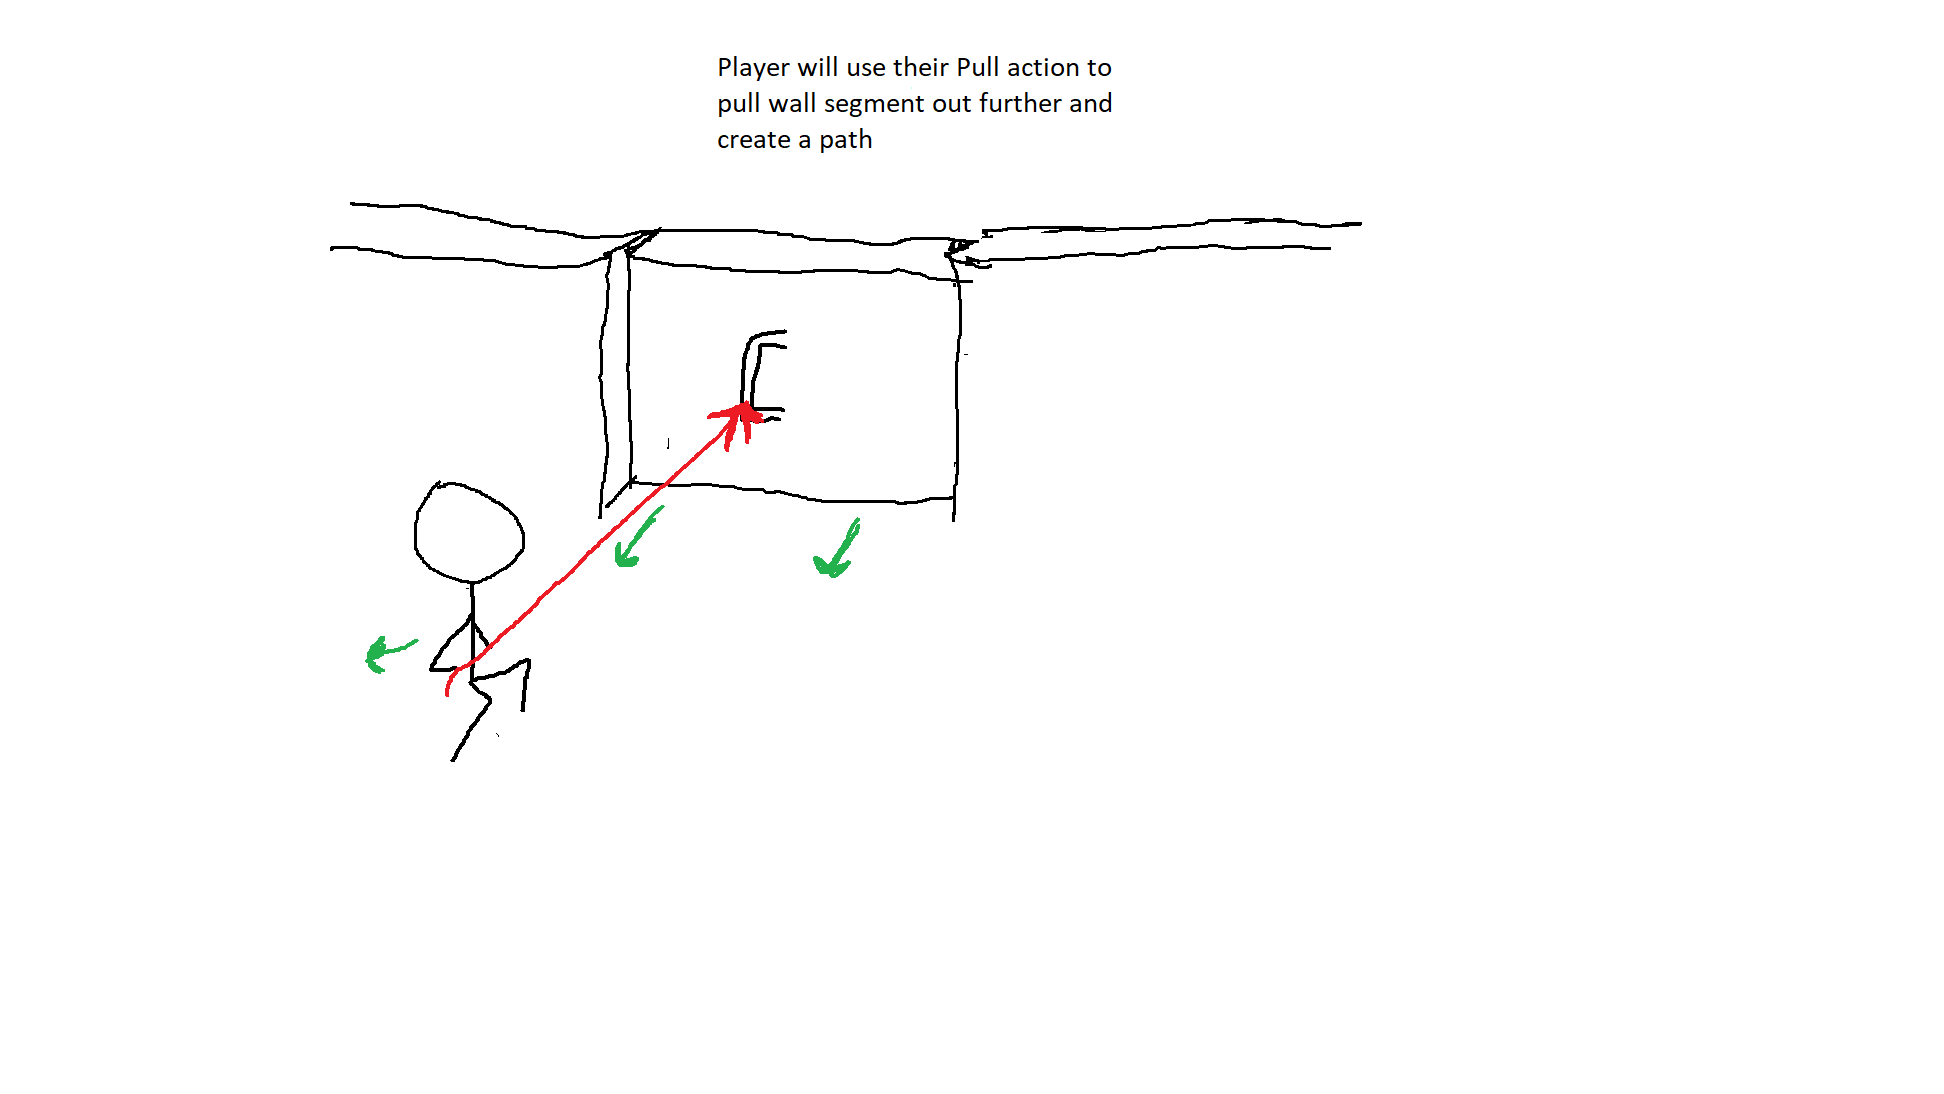 Player will use their Pull action to
pull wall segment out further and
create a path